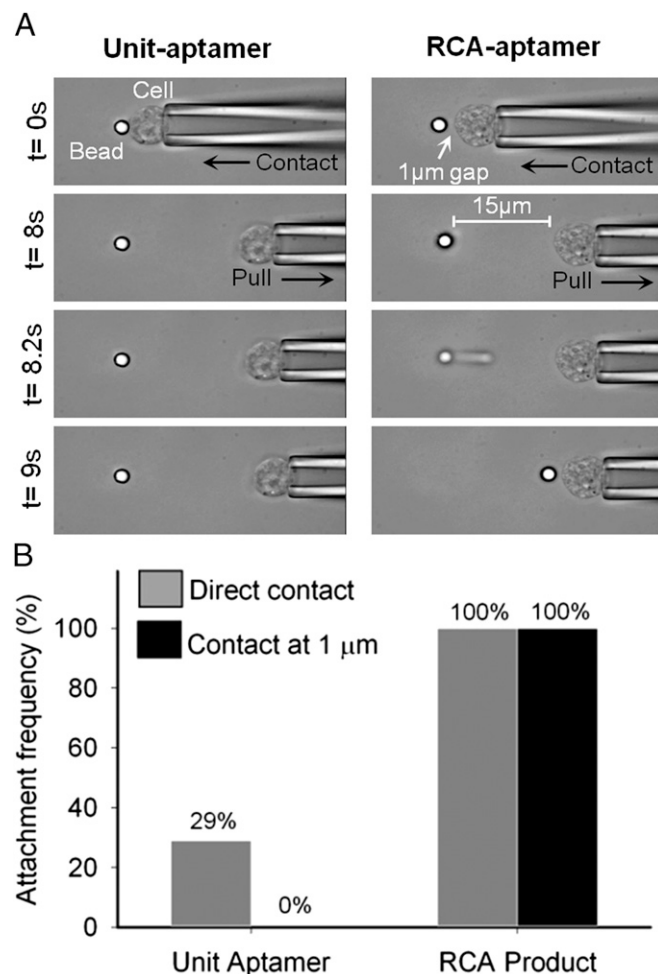 A
Unit-aptamer
RCA-aptamer
t= 0s
Cell
Bead
Contact
1µm gap
Contact
t= 8s
Pull
15µm
Pull
t= 8.2s
t= 9s
B
Attachment frequency (%)
Direct contact
Contact at 1 µm
100
80
60
40
20
0
29%
0%
100% 100%
Unit Aptamer
RCA Product